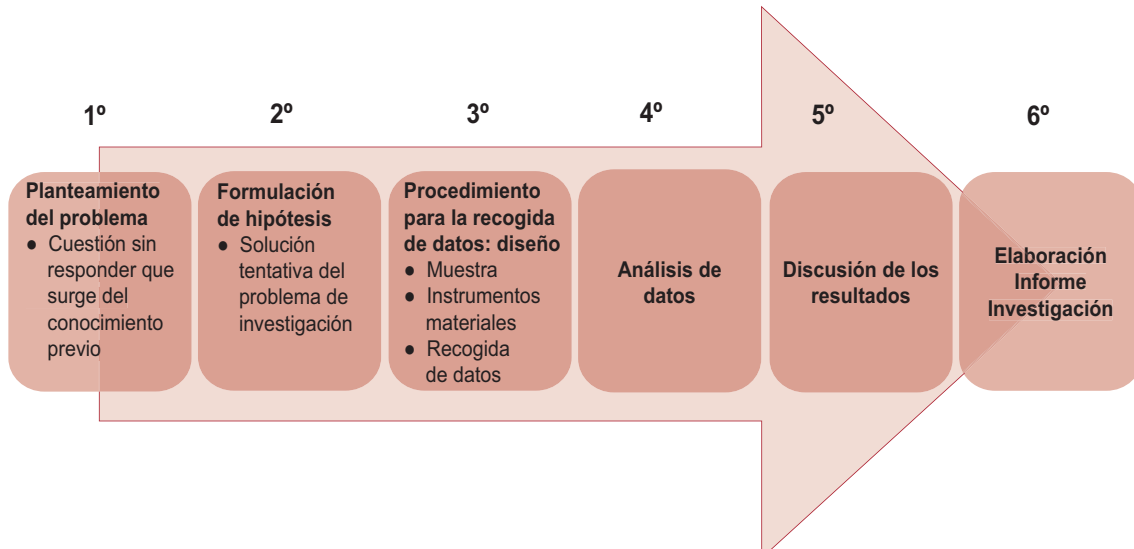 1º
2º
3º
4º
5º
6º
Planteamiento
del problema
● Cuestión sin
responder que
surge del
conocimiento
previo
Formulación
de hipótesis
● Solución
tentativa del
problema de
investigación
Procedimiento
para la recogida
de datos: diseño
● Muestra
● Instrumentos
materiales
● Recogida
de datos
Análisis de
datos
Discusión de los
resultados
Elaboración
Informe
Investigación